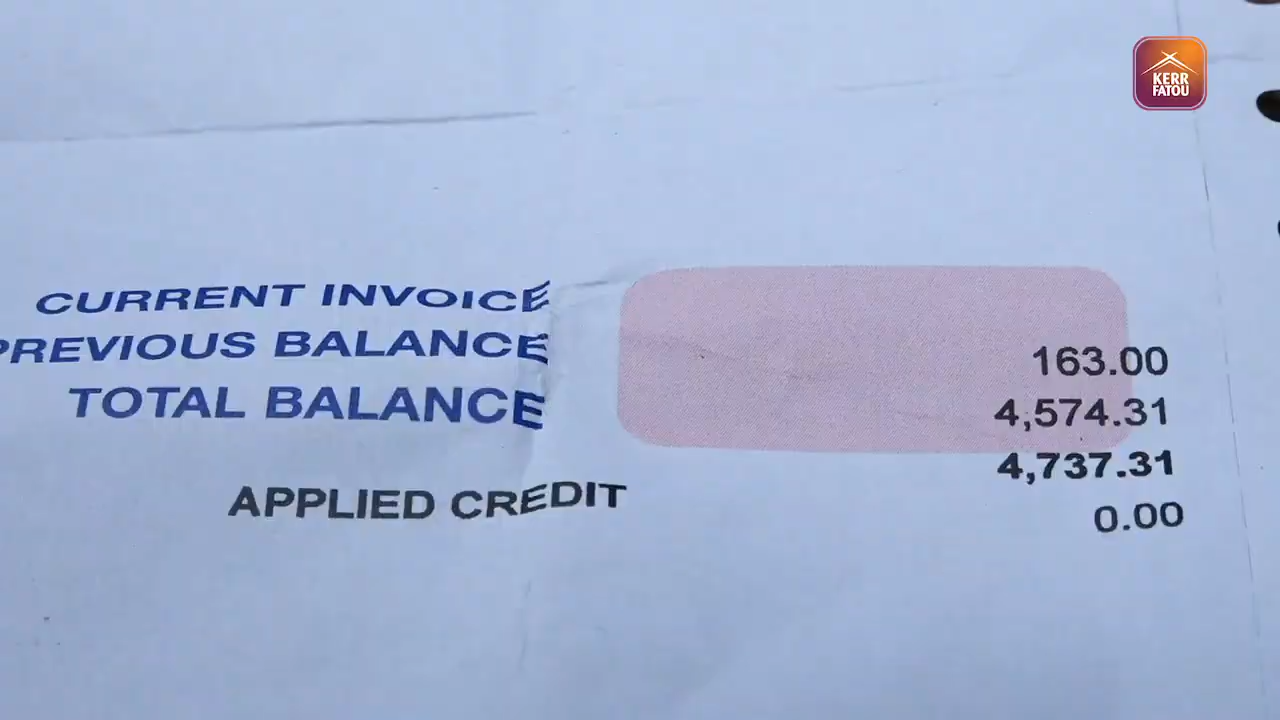 KERR
FATOU
CURRENT INVOICE
163.00
PREVIOUS BALANCE
4,574.31
TOTAL BALANCE
4,737.31
APPLIED CREDIT
0.00